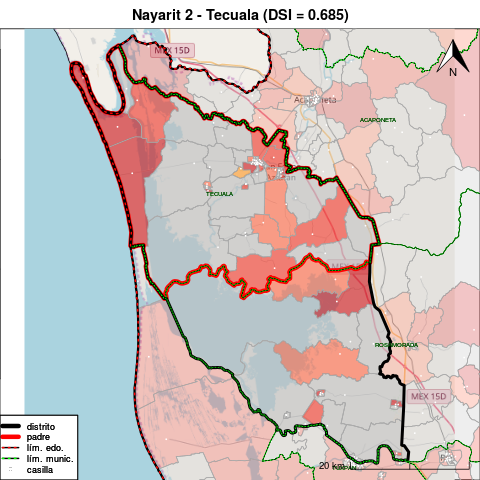 Nayarit 2 - Tecuala (DSI = 0.685)
MEX 15D
N
ACAPONETA
TECUALA
ROSAMORADA
MEX 15D
distrito
padre
lím. edo.
lím. munic.
casilla
20 km